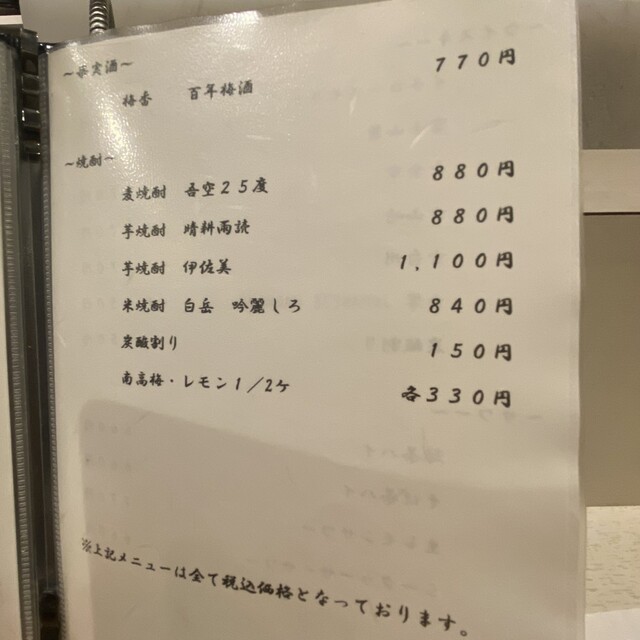 ～果実酒～
梅香 百年梅酒 770円
～焼酎～
麦焼酎 吾空25度 880円
芋焼酎 晴耕雨読 880円
芋焼酎 伊佐美 1,100円
米焼酎 白岳 吟麗しろ 840円
炭酸割り 150円
南高梅・レモン1／2ケ 各330円
※上記メニューは全て税込価格となっております。